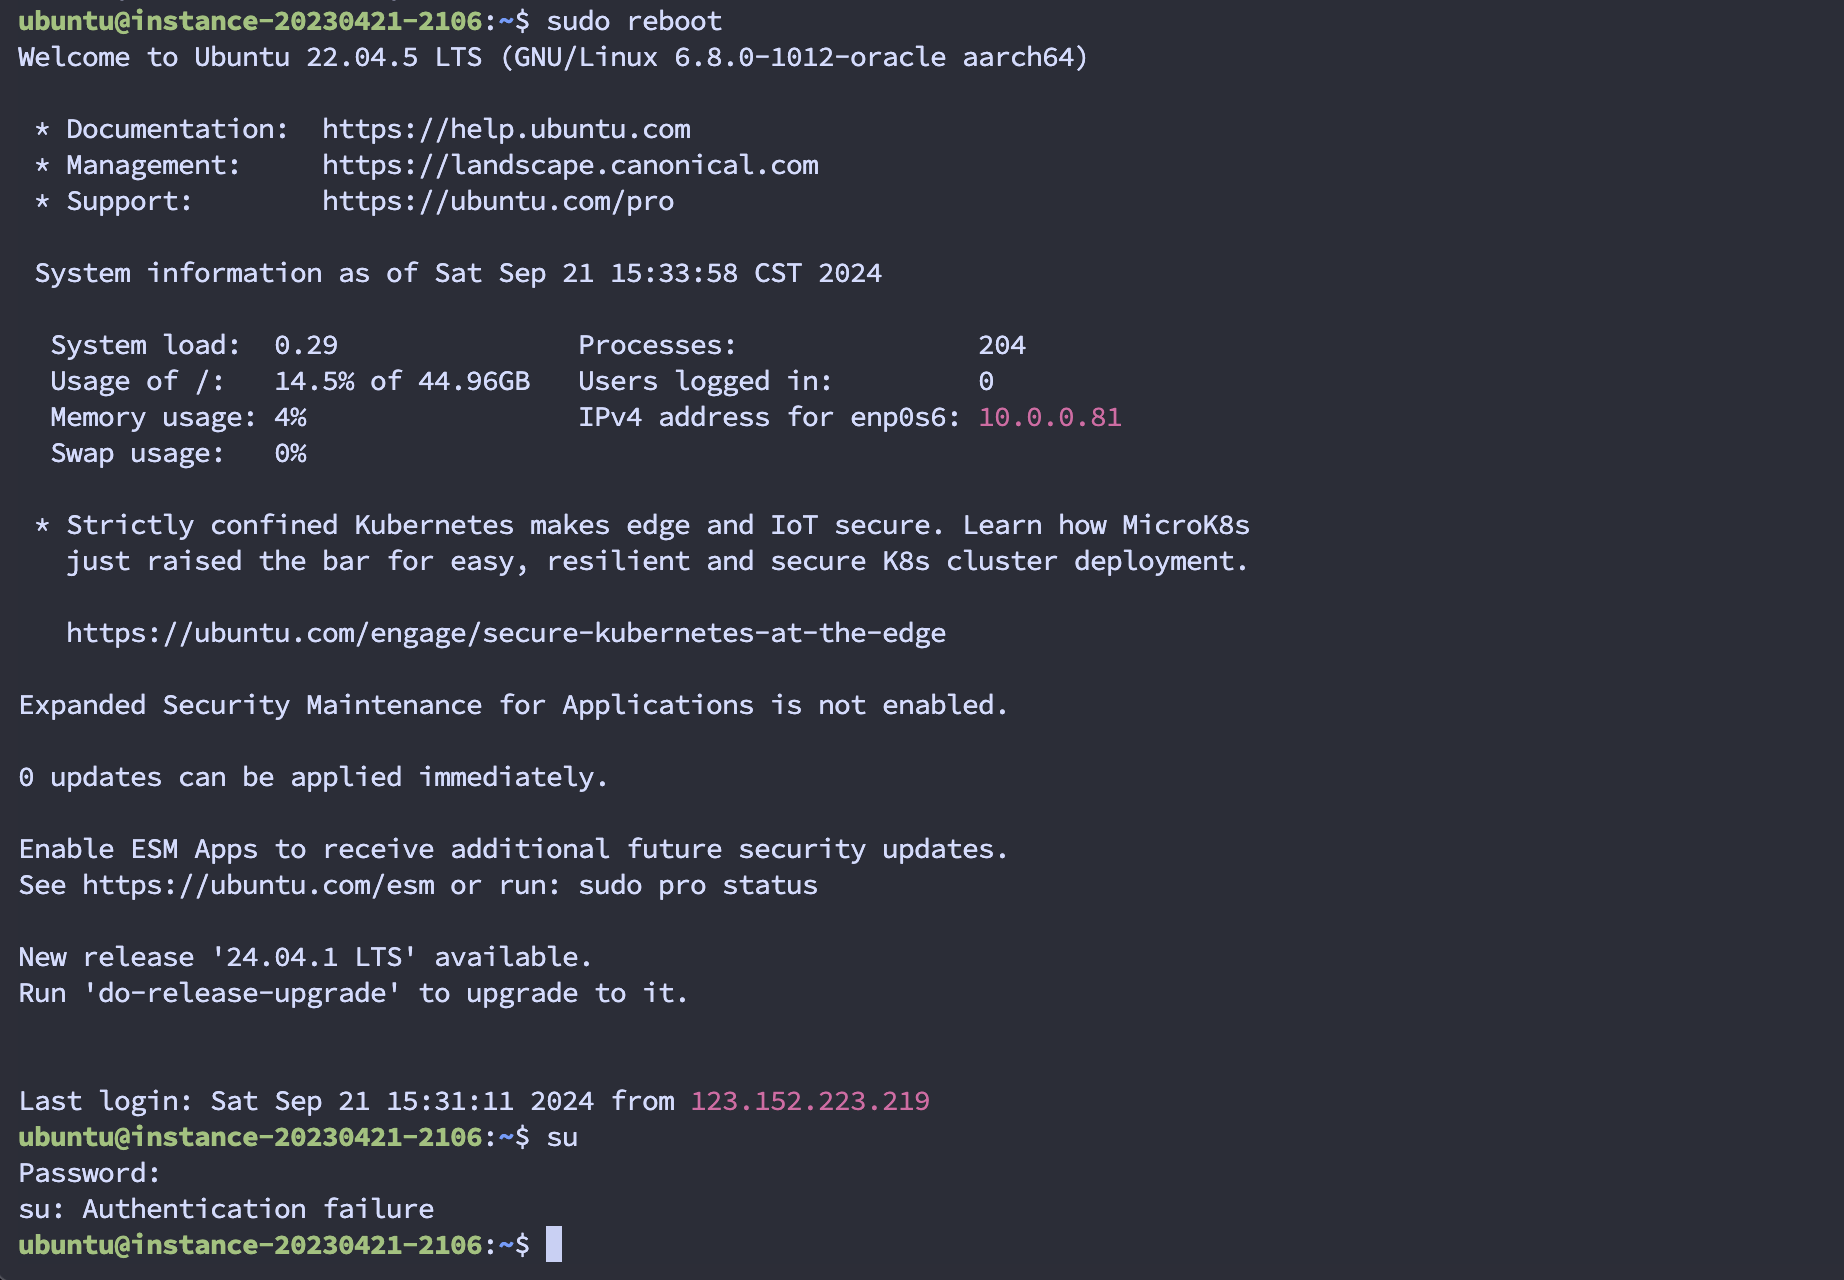 ubuntu@instance-20230421-2106:~$ sudo reboot
Welcome to Ubuntu 22.04.5 LTS (GNU/Linux 6.8.0-1012-oracle aarch64)
* Documentation:  https://help.ubuntu.com
* Management:     https://landscape.canonical.com
* Support:        https://ubuntu.com/pro
System information as of Sat Sep 21 15:33:58 CST 2024
System load:  0.29               Processes:               204
Usage of /:   14.5% of 44.96GB   Users logged in:         0
Memory usage: 4%                 IPv4 address for enp0s6: 10.0.0.81
Swap usage:   0%
* Strictly confined Kubernetes makes edge and IoT secure. Learn how MicroK8s
just raised the bar for easy, resilient and secure K8s cluster deployment.
https://ubuntu.com/engage/secure-kubernetes-at-the-edge
Expanded Security Maintenance for Applications is not enabled.
0 updates can be applied immediately.
Enable ESM Apps to receive additional future security updates.
See https://ubuntu.com/esm or run: sudo pro status
New release '24.04.1 LTS' available.
Run 'do-release-upgrade' to upgrade to it.
Last login: Sat Sep 21 15:31:11 2024 from 123.152.223.219
ubuntu@instance-20230421-2106:~$ su
Password:
su: Authentication failure
ubuntu@instance-20230421-2106:~$